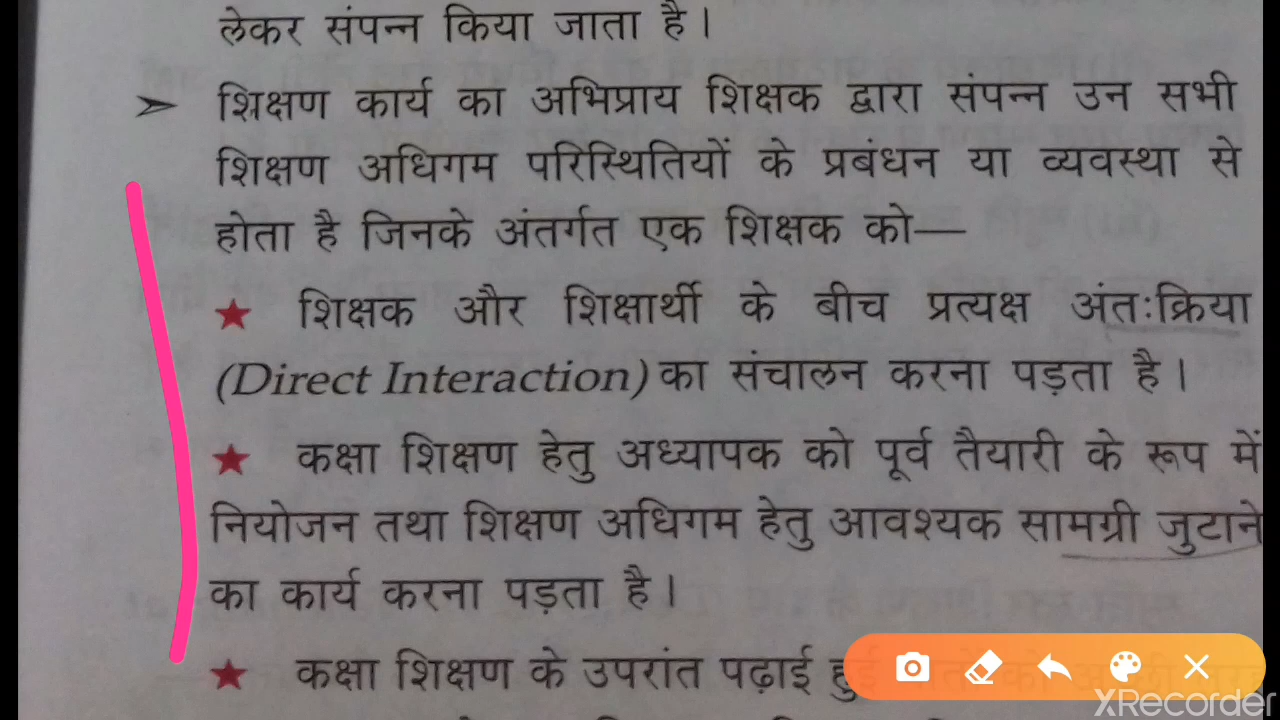 लेकर संपन्न किया जाता है।
➢ शिक्षण कार्य का अभिप्राय शिक्षक द्वारा संपन्न उन सभी
शिक्षण अधिगम परिस्थितियों के प्रबंधन या व्यवस्था से
होता है जिनके अंतर्गत एक शिक्षक को—
★ शिक्षक और शिक्षार्थी के बीच प्रत्यक्ष अंतःक्रिया
(Direct Interaction) का संचालन करना पड़ता है।
★ कक्षा शिक्षण हेतु अध्यापक को पूर्व तैयारी के रूप में
नियोजन तथा शिक्षण अधिगम हेतु आवश्यक सामग्री जुटाने
का कार्य करना पड़ता है।
★ कक्षा शिक्षण के उपरांत पढ़ाई हुई
XRecorder